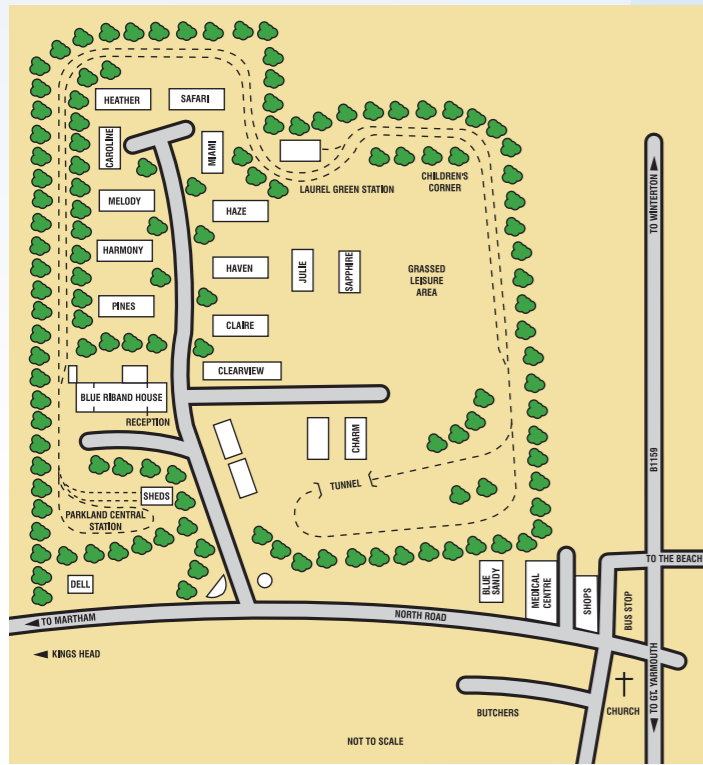 HEATHER
SAFARI
CAROLINE
MIAMI
LAUREL GREEN STATION
CHILDREN'S
CORNER
MELODY
HAZE
TO WINTERTON
HARMONY
HAVEN
JULIE
SAPPHIRE
GRASSED
LEISURE
AREA
PINES
CLAIRE
CLEARVIEW
BLUE RIBAND HOUSE
RECEPTION
CHARM
B1159
TUNNEL
SHEDS
PARKLAND CENTRAL
STATION
DELL
BLUE
SANDY
MEDICAL
CENTRE
SHOPS
BUS STOP
TO THE BEACH
TO MARTHAM
NORTH ROAD
KINGS HEAD
TO GT. YARMOUTH
BUTCHERS
CHURCH
NOT TO SCALE